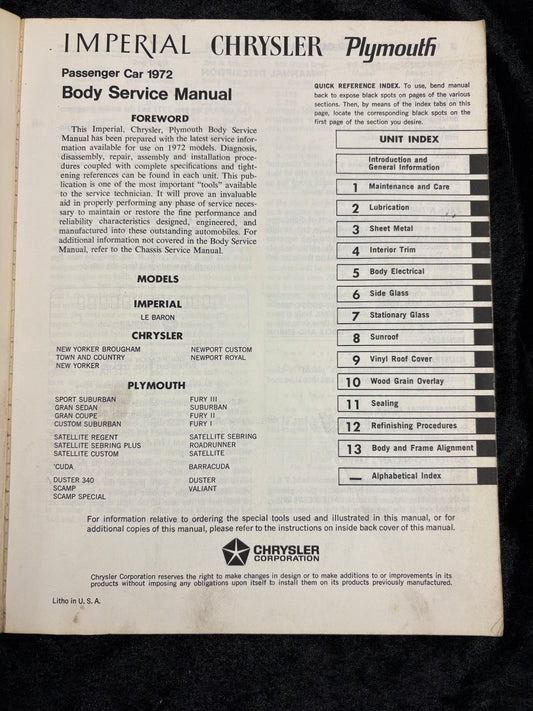 IMPERIAL CHRYSLER Plymouth
Passenger Car 1972
Body Service Manual
FOREWORD
This Imperial, Chrysler, Plymouth Body Service
Manual has been prepared with the latest service infor-
mation available for use on 1972 models. Diagnosis,
disassembly, repair, assembly and installation proce-
dures coupled with complete specifications and tight-
ening references can be found in each unit. This pub-
lication is one of the most important "tools" available
to the service technician. It will prove an invaluable
aid in properly performing any phase of service neces-
sary to maintain or restore the fine performance and
reliability characteristics designed, engineered, and
manufactured into these outstanding automobiles. For
additional information not covered in the Body Service
Manual, refer to the Chassis Service Manual.
MODELS
IMPERIAL
LE BARON
CHRYSLER
NEW YORKER BROUGHAM
TOWN AND COUNTRY
NEW YORKER
NEWPORT CUSTOM
NEWPORT ROYAL
PLYMOUTH
SPORT SUBURBAN
GRAN SEDAN
GRAN COUPE
CUSTOM SUBURBAN
FURY III
SUBURBAN
FURY II
FURY I
SATELLITE REGENT
SATELLITE SEBRING PLUS
SATELLITE CUSTOM
SATELLITE SEBRING
ROADRUNNER
SATELLITE
'CUDA
BARRACUDA
DUSTER 340
SCAMP
SCAMP SPECIAL
DUSTER
VALIANT
QUICK REFERENCE INDEX. To use, bend manual
back to expose black spots on pages of the various
sections. Then, by means of the index tabs on this
page, locate the corresponding black spots on the
first page of the section you desire.
UNIT INDEX
Introduction and
General Information
1 Maintenance and Care
2 Lubrication
3 Sheet Metal
4 Interior Trim
5 Body Electrical
6 Side Glass
7 Stationary Glass
8 Sunroof
9 Vinyl Roof Cover
10 Wood Grain Overlay
11 Sealing
12 Refinishing Procedures
13 Body and Frame Alignment
— Alphabetical Index
For information relative to ordering the special tools used and illustrated in this manual, or for
additional copies of this manual, please refer to the instructions on inside back cover of this manual.
CHRYSLER
CORPORATION
Chrysler Corporation reserves the right to make changes in design or to make additions to or improvements in its
products without imposing any obligations upon itself to install them on its products previously manufactured.
Litho in U. S. A.